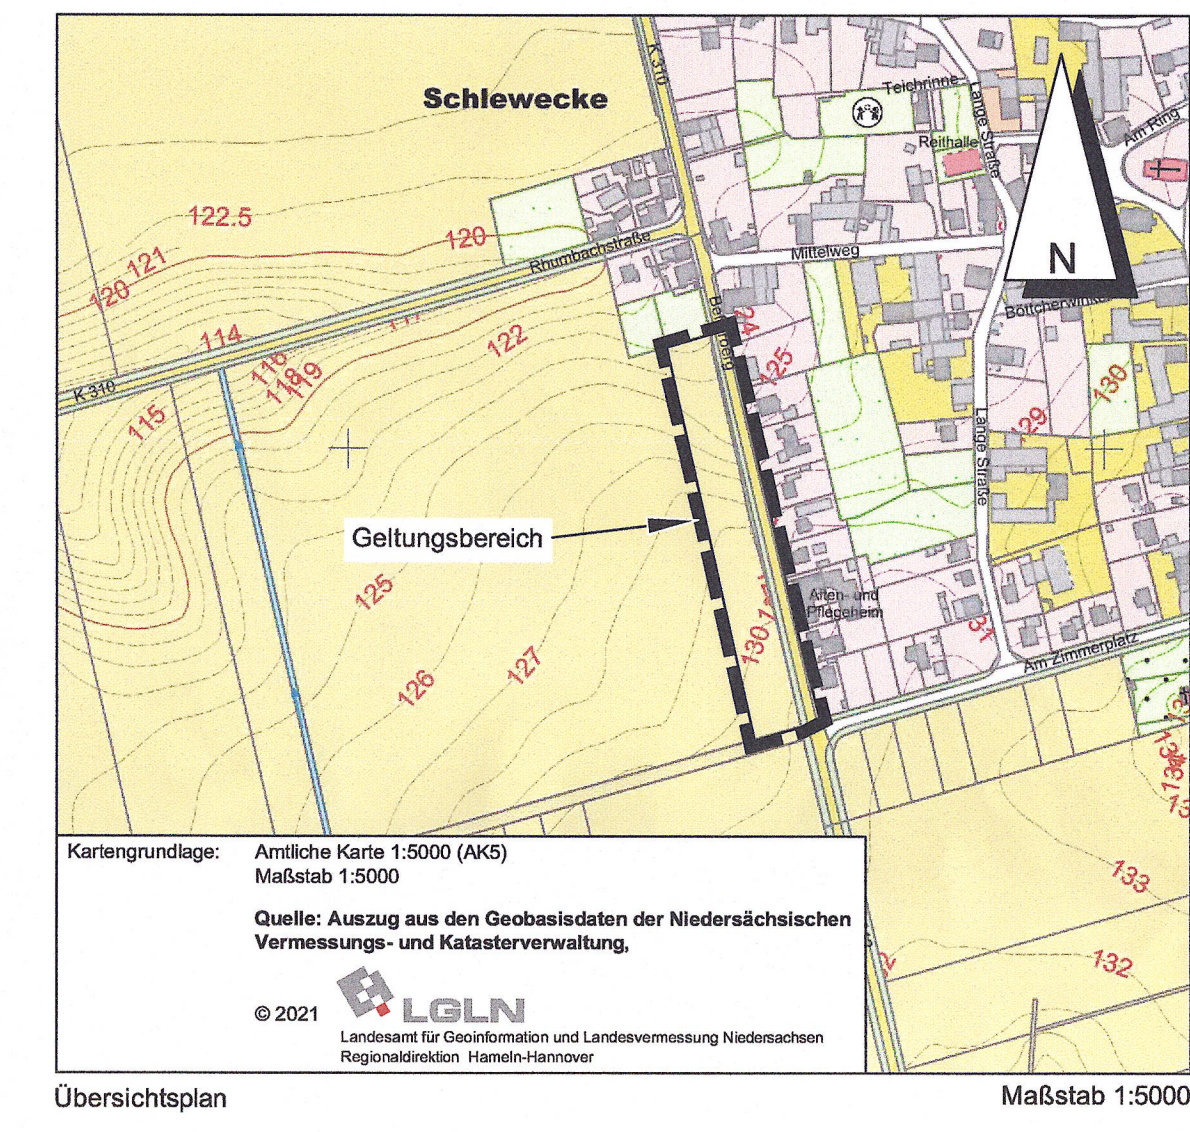 K 310
Schlewecke
Teichrinne
Lange Straße
Am Ring
Reithalle
122.5
120
Rhumbachstraße
Mittelweg
N
121
120
114
122
125
130
K 310
116
118
119
115
129
Lange Straße
Geltungsbereich
125
Alten- und
Pflegeheim
130
31
Am Zimmerplatz
126
127
133
132
Kartengrundlage: Amtliche Karte 1:5000 (AK5)
Maßstab 1:5000
Quelle: Auszug aus den Geobasisdaten der Niedersächsischen
Vermessungs- und Katasterverwaltung,
© 2021 LGLN
Landesamt für Geoinformation und Landesvermessung Niedersachsen
Regionaldirektion Hameln-Hannover
Übersichtsplan Maßstab 1:5000